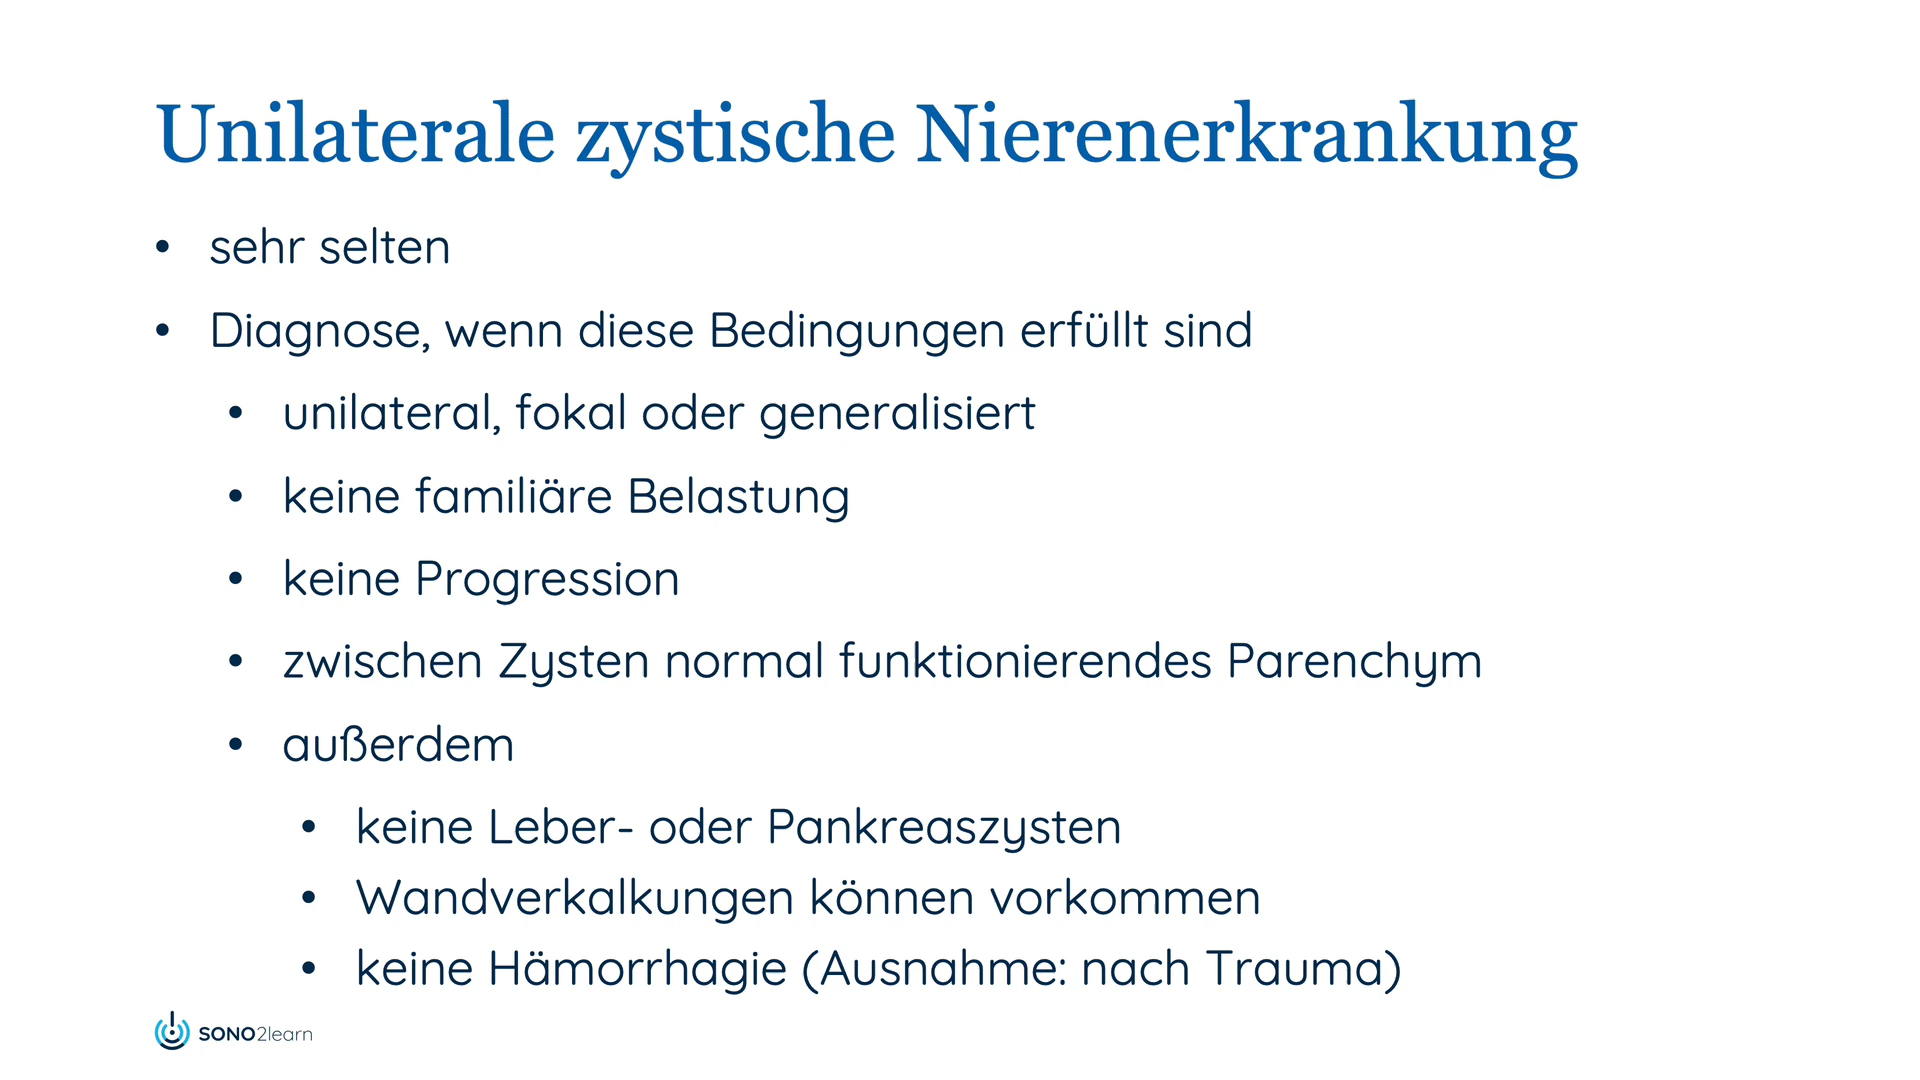 Unilaterale zystische Nierenerkrankung
• sehr selten
• Diagnose, wenn diese Bedingungen erfüllt sind
• unilateral, fokal oder generalisiert
• keine familiäre Belastung
• keine Progression
• zwischen Zysten normal funktionierendes Parenchym
• außerdem
• keine Leber- oder Pankreaszysten
• Wandverkalkungen können vorkommen
• keine Hämorrhagie (Ausnahme: nach Trauma)
SONO2learn